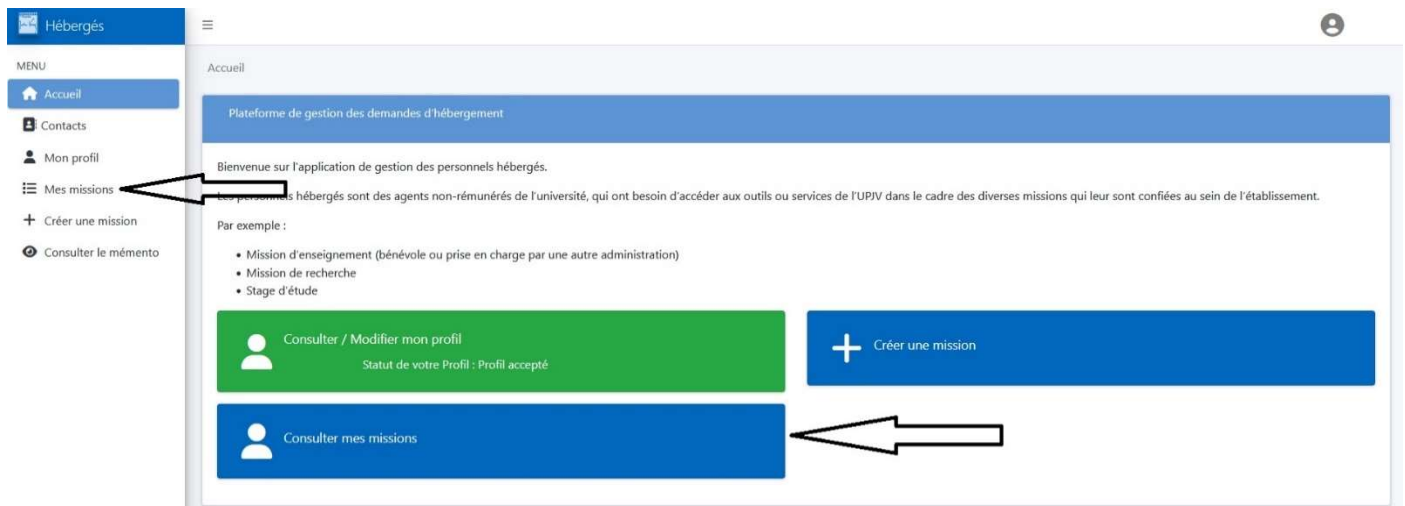 Hébergés
MENU
Accueil
Contacts
Mon profil
Mes missions
Créer une mission
Consulter le mémento
Accueil
Plateforme de gestion des demandes d'hébergement
Bienvenue sur l'application de gestion des personnels hébergés.
Les personnels hébergés sont des agents non-rémunérés de l'université, qui ont besoin d'accéder aux outils ou services de l'UPJV dans le cadre des diverses missions qui leur sont confiées au sein de l'établissement.
Par exemple :
• Mission d'enseignement (bénévole ou prise en charge par une autre administration)
• Mission de recherche
• Stage d'étude
Consulter / Modifier mon profil
Statut de votre Profil : Profil accepté
Créer une mission
Consulter mes missions